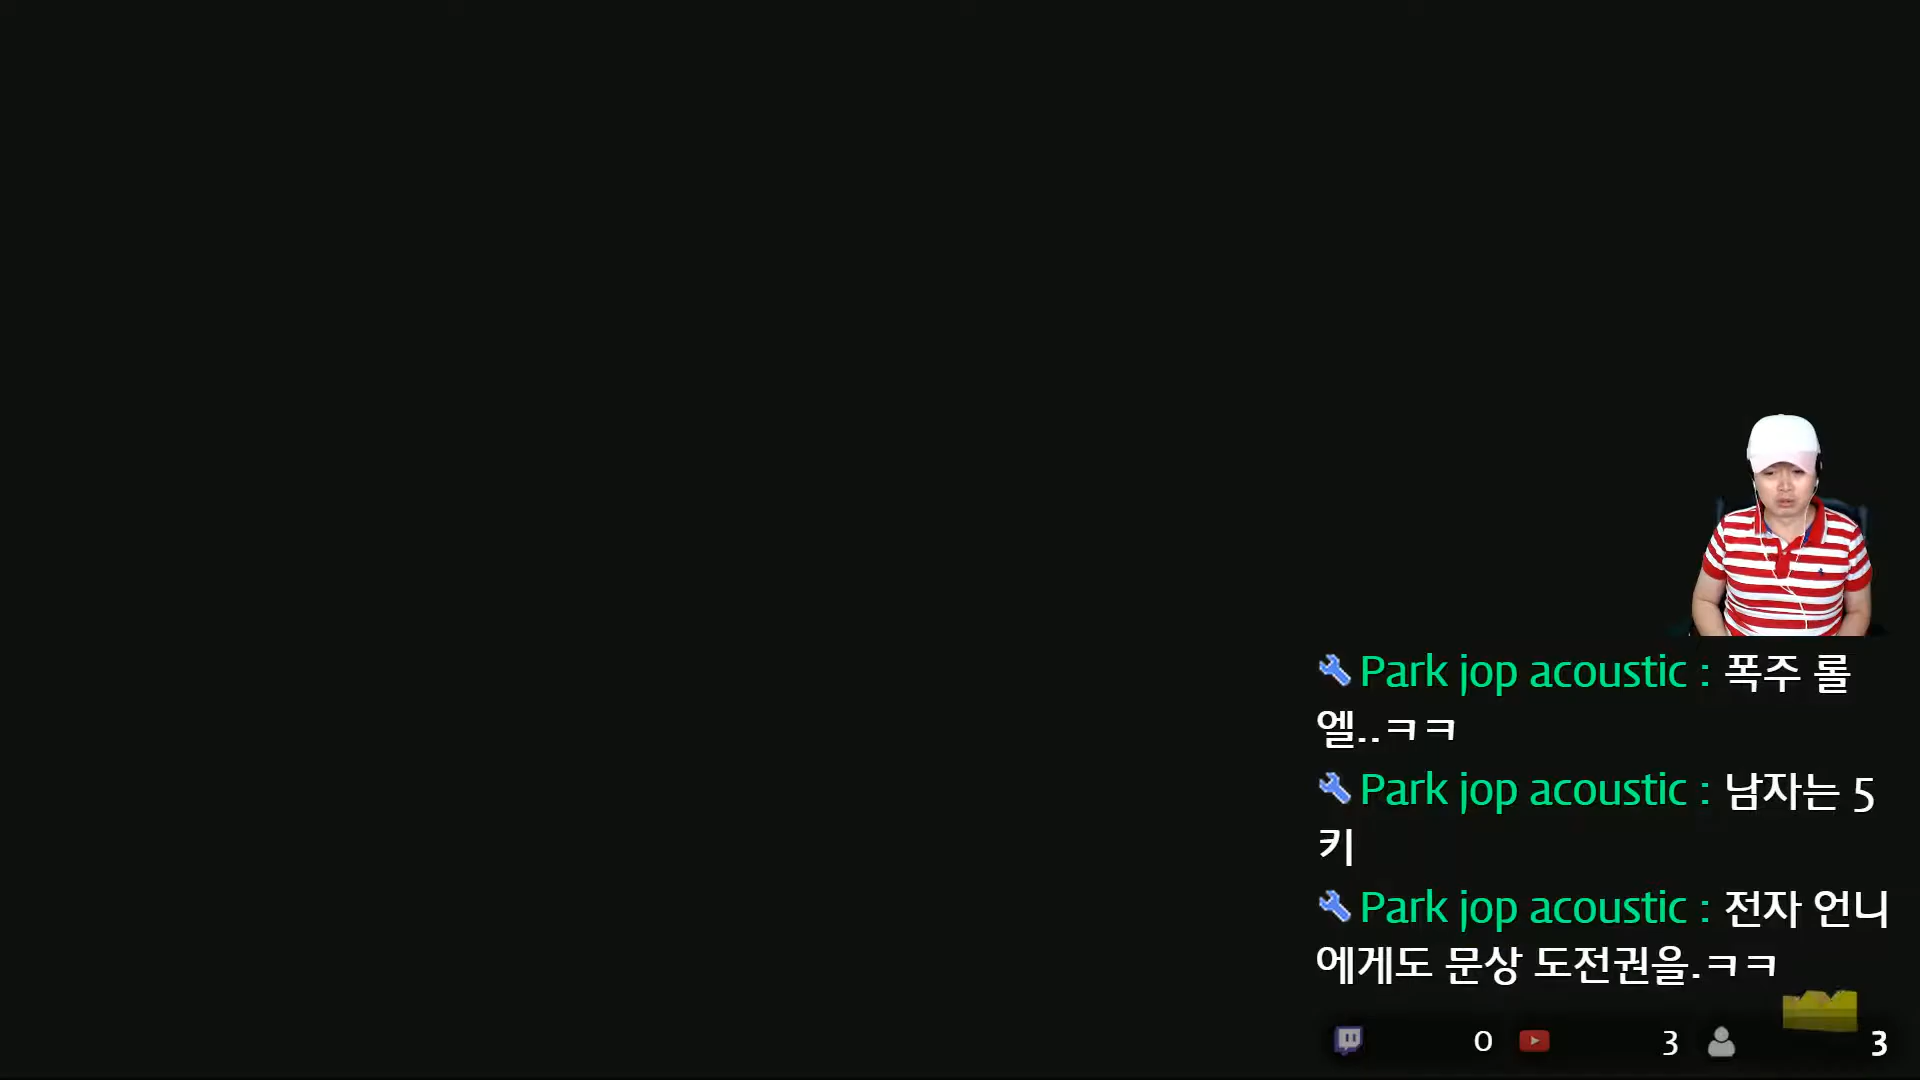 Park jop acoustic : 폭주 롤
엘..ㅋㅋ
Park jop acoustic : 남자는 5
키
Park jop acoustic : 전자 언니
에게도 문상 도전권을.ㅋㅋ
0 3 3